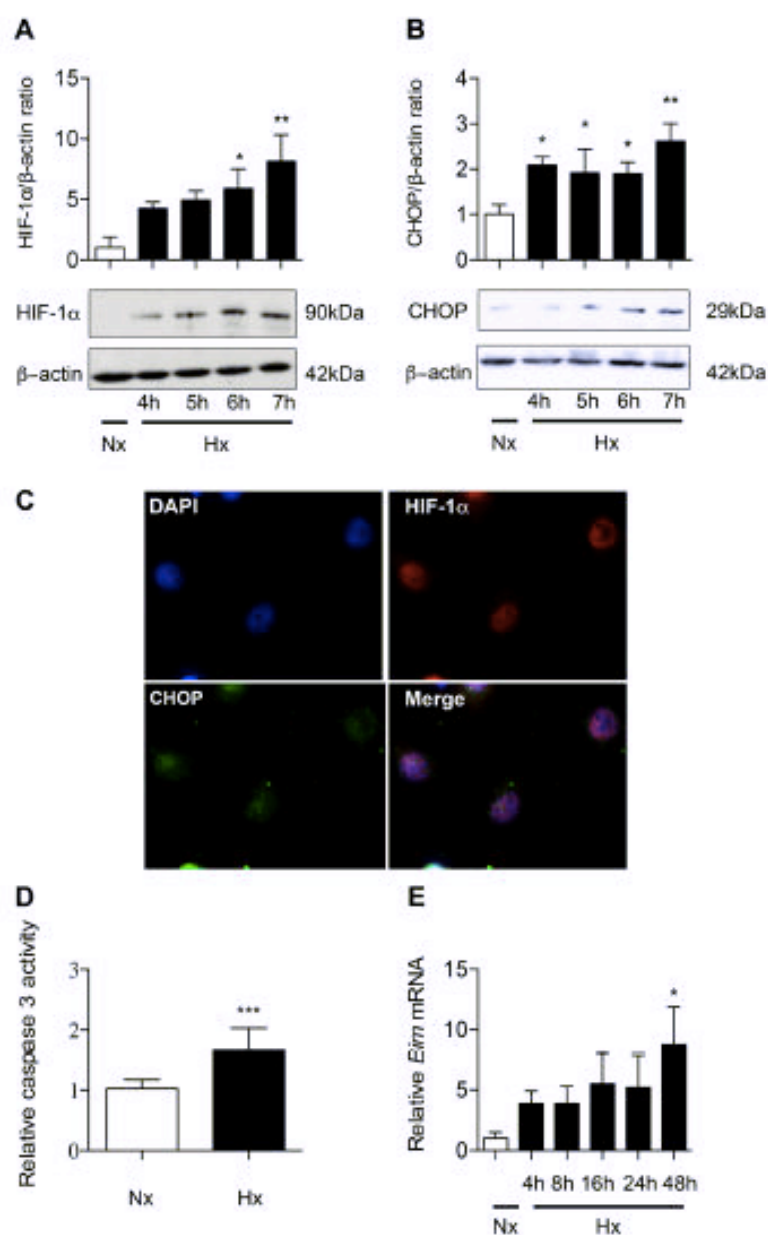 A
HIF-1α/β-actin ratio
15
10
5
0
*
**
HIF-1α
90kDa
β–actin
42kDa
4h 5h 6h 7h
Nx Hx
B
CHOP/β-actin ratio
4
3
2
1
0
*
*
*
**
CHOP
29kDa
β–actin
42kDa
4h 5h 6h 7h
Nx Hx
C
DAPI
HIF-1α
CHOP
Merge
D
Relative caspase 3 activity
3
2
1
0
***
Nx Hx
E
Relative Bim mRNA
15
10
5
0
*
4h 8h 16h 24h 48h
Nx Hx